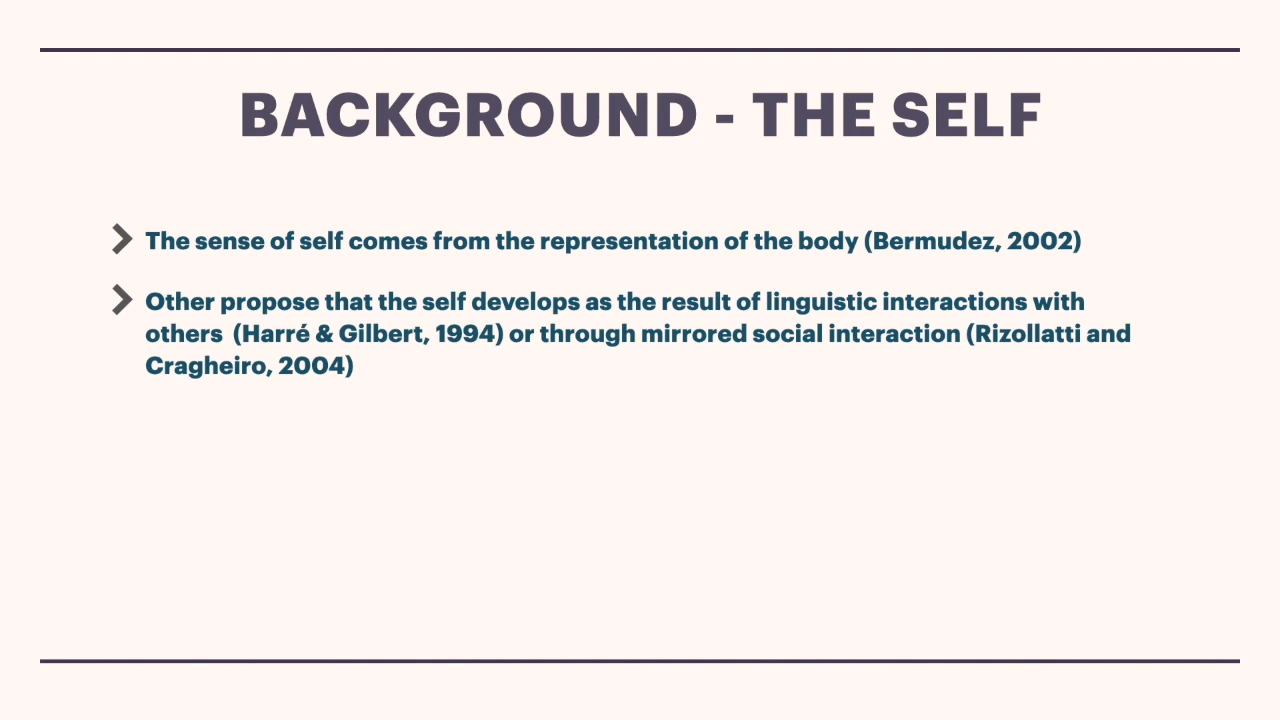 BACKGROUND - THE SELF
The sense of self comes from the representation of the body (Bermudez, 2002)
Other propose that the self develops as the result of linguistic interactions with
others  (Harré & Gilbert, 1994) or through mirrored social interaction (Rizollatti and
Cragheiro, 2004)